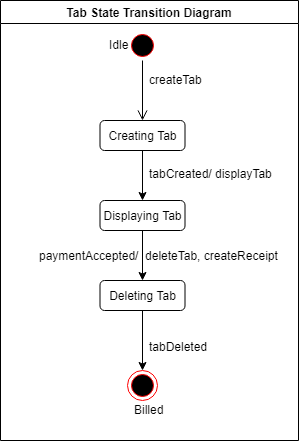 Tab State Transition Diagram
Idle
createTab
Creating Tab
tabCreated/ displayTab
Displaying Tab
paymentAccepted/ deleteTab, createReceipt
Deleting Tab
tabDeleted
Billed